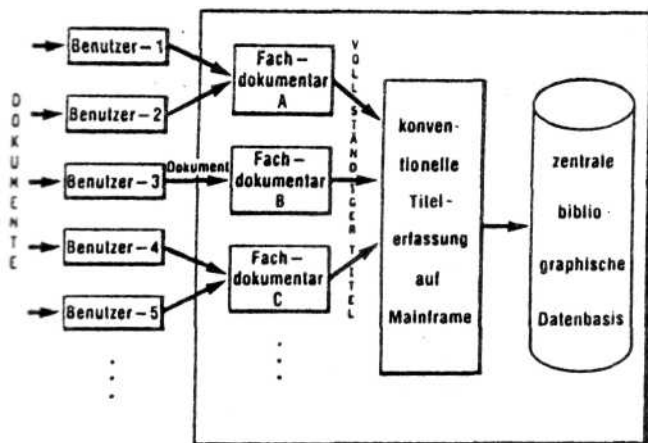 DOKUMENTE
Benutzer-1
Benutzer-2
Benutzer-3
Benutzer-4
Benutzer-5
Dokument
Fach-
dokumentar
A
Fach-
dokumentar
B
Fach-
dokumentar
C
VOLLSTÄNDIGER TITEL
konven-
tionelle
Titel-
erfassung
auf
Mainframe
zentrale
biblio
graphische
Datenbasis